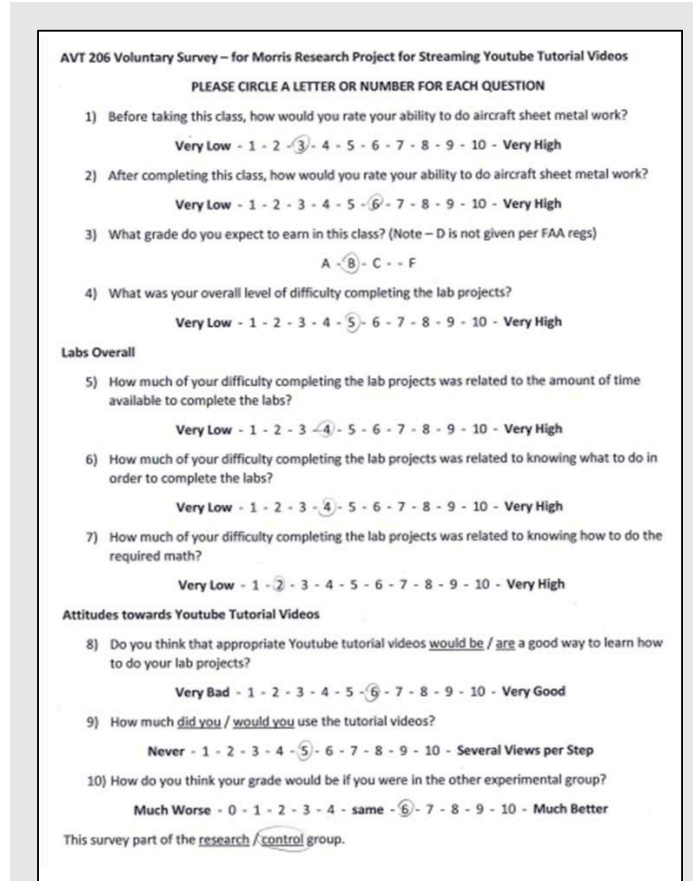 AVT 206 Voluntary Survey – for Morris Research Project for Streaming Youtube Tutorial Videos
PLEASE CIRCLE A LETTER OR NUMBER FOR EACH QUESTION
1) Before taking this class, how would you rate your ability to do aircraft sheet metal work?
Very Low - 1 - 2 - 3 - 4 - 5 - 6 - 7 - 8 - 9 - 10 - Very High
2) After completing this class, how would you rate your ability to do aircraft sheet metal work?
Very Low - 1 - 2 - 3 - 4 - 5 - 6 - 7 - 8 - 9 - 10 - Very High
3) What grade do you expect to earn in this class? (Note – D is not given per FAA regs)
A - B - C - - F
4) What was your overall level of difficulty completing the lab projects?
Very Low - 1 - 2 - 3 - 4 - 5 - 6 - 7 - 8 - 9 - 10 - Very High
Labs Overall
5) How much of your difficulty completing the lab projects was related to the amount of time
available to complete the labs?
Very Low - 1 - 2 - 3 - 4 - 5 - 6 - 7 - 8 - 9 - 10 - Very High
6) How much of your difficulty completing the lab projects was related to knowing what to do in
order to complete the labs?
Very Low - 1 - 2 - 3 - 4 - 5 - 6 - 7 - 8 - 9 - 10 - Very High
7) How much of your difficulty completing the lab projects was related to knowing how to do the
required math?
Very Low - 1 - 2 - 3 - 4 - 5 - 6 - 7 - 8 - 9 - 10 - Very High
Attitudes towards Youtube Tutorial Videos
8) Do you think that appropriate Youtube tutorial videos would be / are a good way to learn how
to do your lab projects?
Very Bad - 1 - 2 - 3 - 4 - 5 - 6 - 7 - 8 - 9 - 10 - Very Good
9) How much did you / would you use the tutorial videos?
Never - 1 - 2 - 3 - 4 - 5 - 6 - 7 - 8 - 9 - 10 - Several Views per Step
10) How do you think your grade would be if you were in the other experimental group?
Much Worse - 0 - 1 - 2 - 3 - 4 - same - 6 - 7 - 8 - 9 - 10 - Much Better
This survey part of the research / control group.